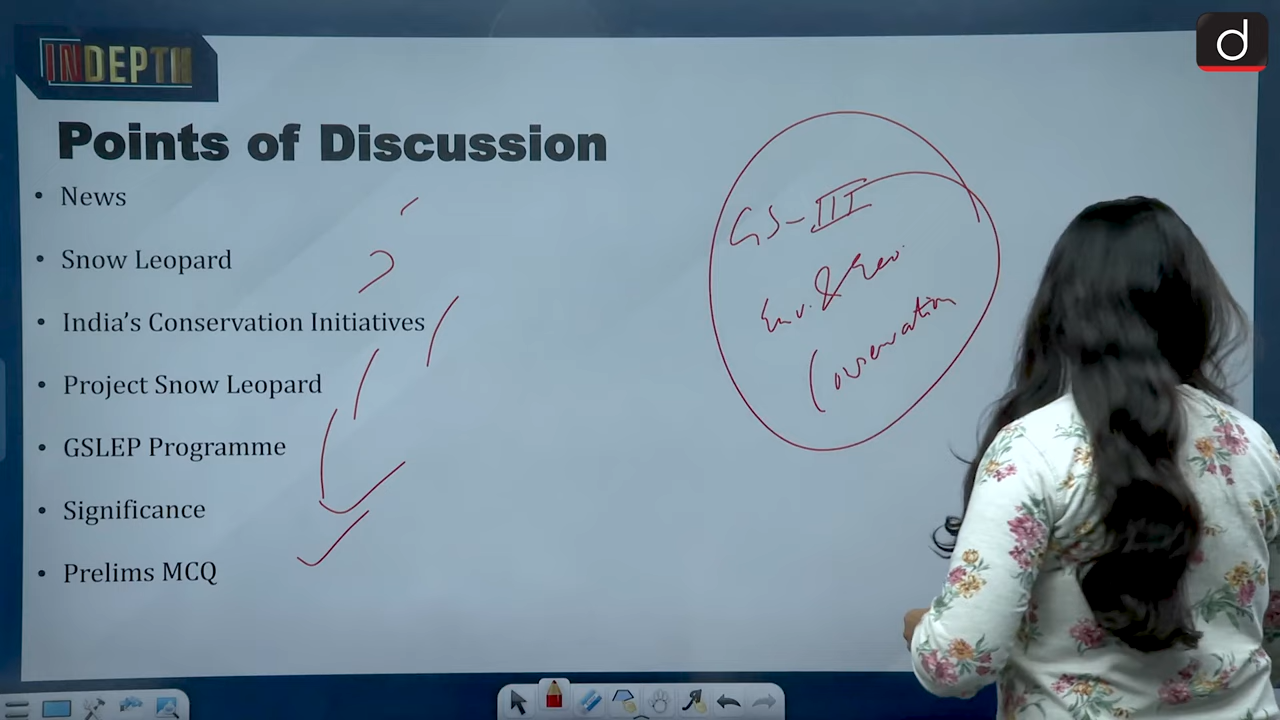 INDEPTH
d
Points of Discussion
• News
• Snow Leopard
• India's Conservation Initiatives
• Project Snow Leopard
• GSLEP Programme
• Significance
• Prelims MCQ
GS-III
Env. &
Conservation